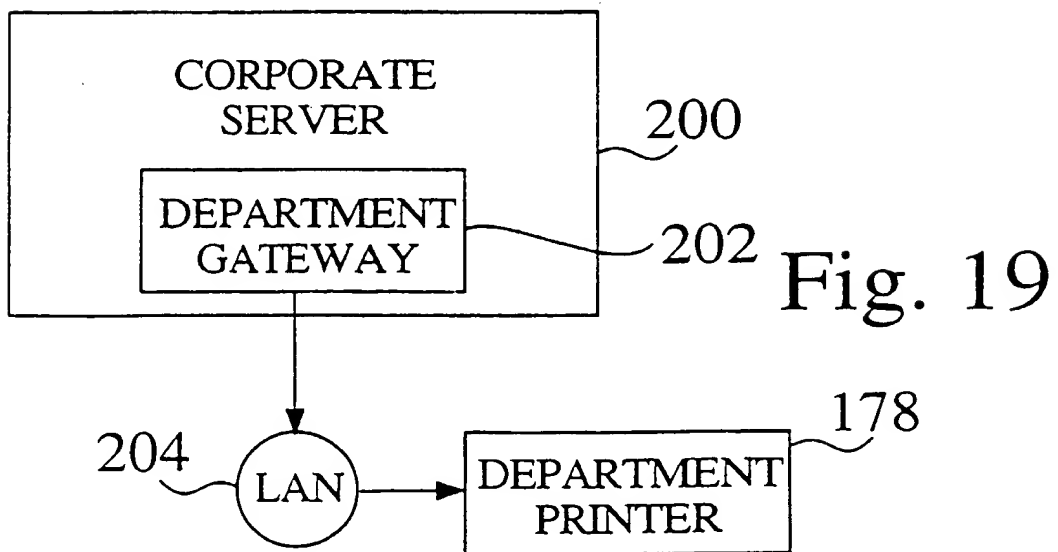 CORPORATE
SERVER
200
DEPARTMENT
GATEWAY
202
Fig. 19
204
LAN
178
DEPARTMENT
PRINTER